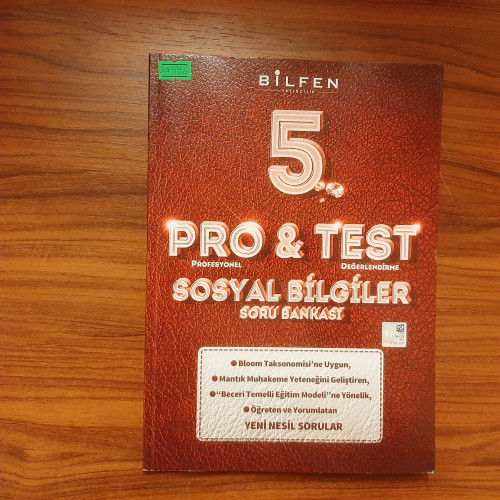 BİLFEN
YAYINCILIK
5.
PRO & TEST
PROFESYONEL DEĞERLENDİRME
SOSYAL BİLGİLER
SORU BANKASI
• Bloom Taksonomisi'ne Uygun,
• Mantık Muhakeme Yeteneğini Geliştiren,
• "Beceri Temelli Eğitim Modeli"ne Yönelik,
• Öğreten ve Yorumlatan
YENİ NESİL SORULAR